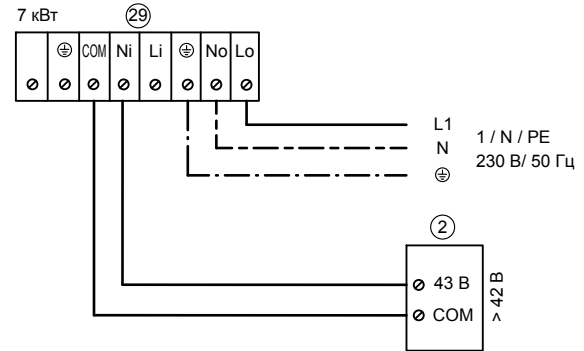 7 кВт
29
COM Ni Li No Lo
L1
N
1 / N / PE
230 В/ 50 Гц
2
43 В
COM
> 42 В